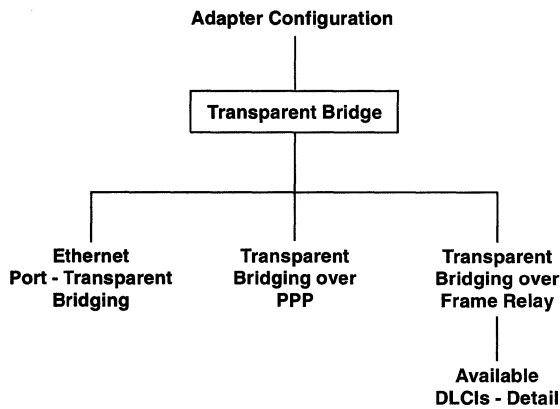 Adapter Configuration
Transparent Bridge
Ethernet
Port - Transparent
Bridging
Transparent
Bridging over
PPP
Transparent
Bridging over
Frame Relay
Available
DLCIs - Detail